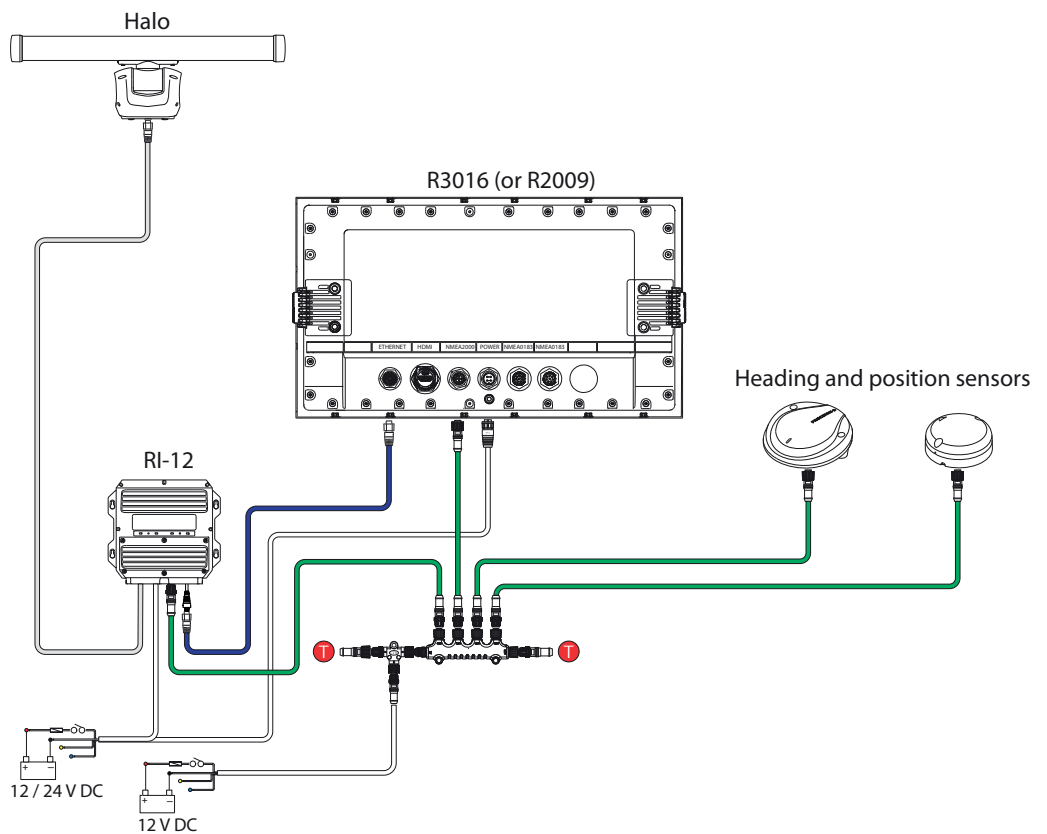 Halo
R3016 (or R2009)
ETHERNET HDMI NMEA2000 POWER NMEA0183 NMEA0183
Heading and position sensors
RI-12
T T
+ –
12 / 24 V DC
+ –
12 V DC